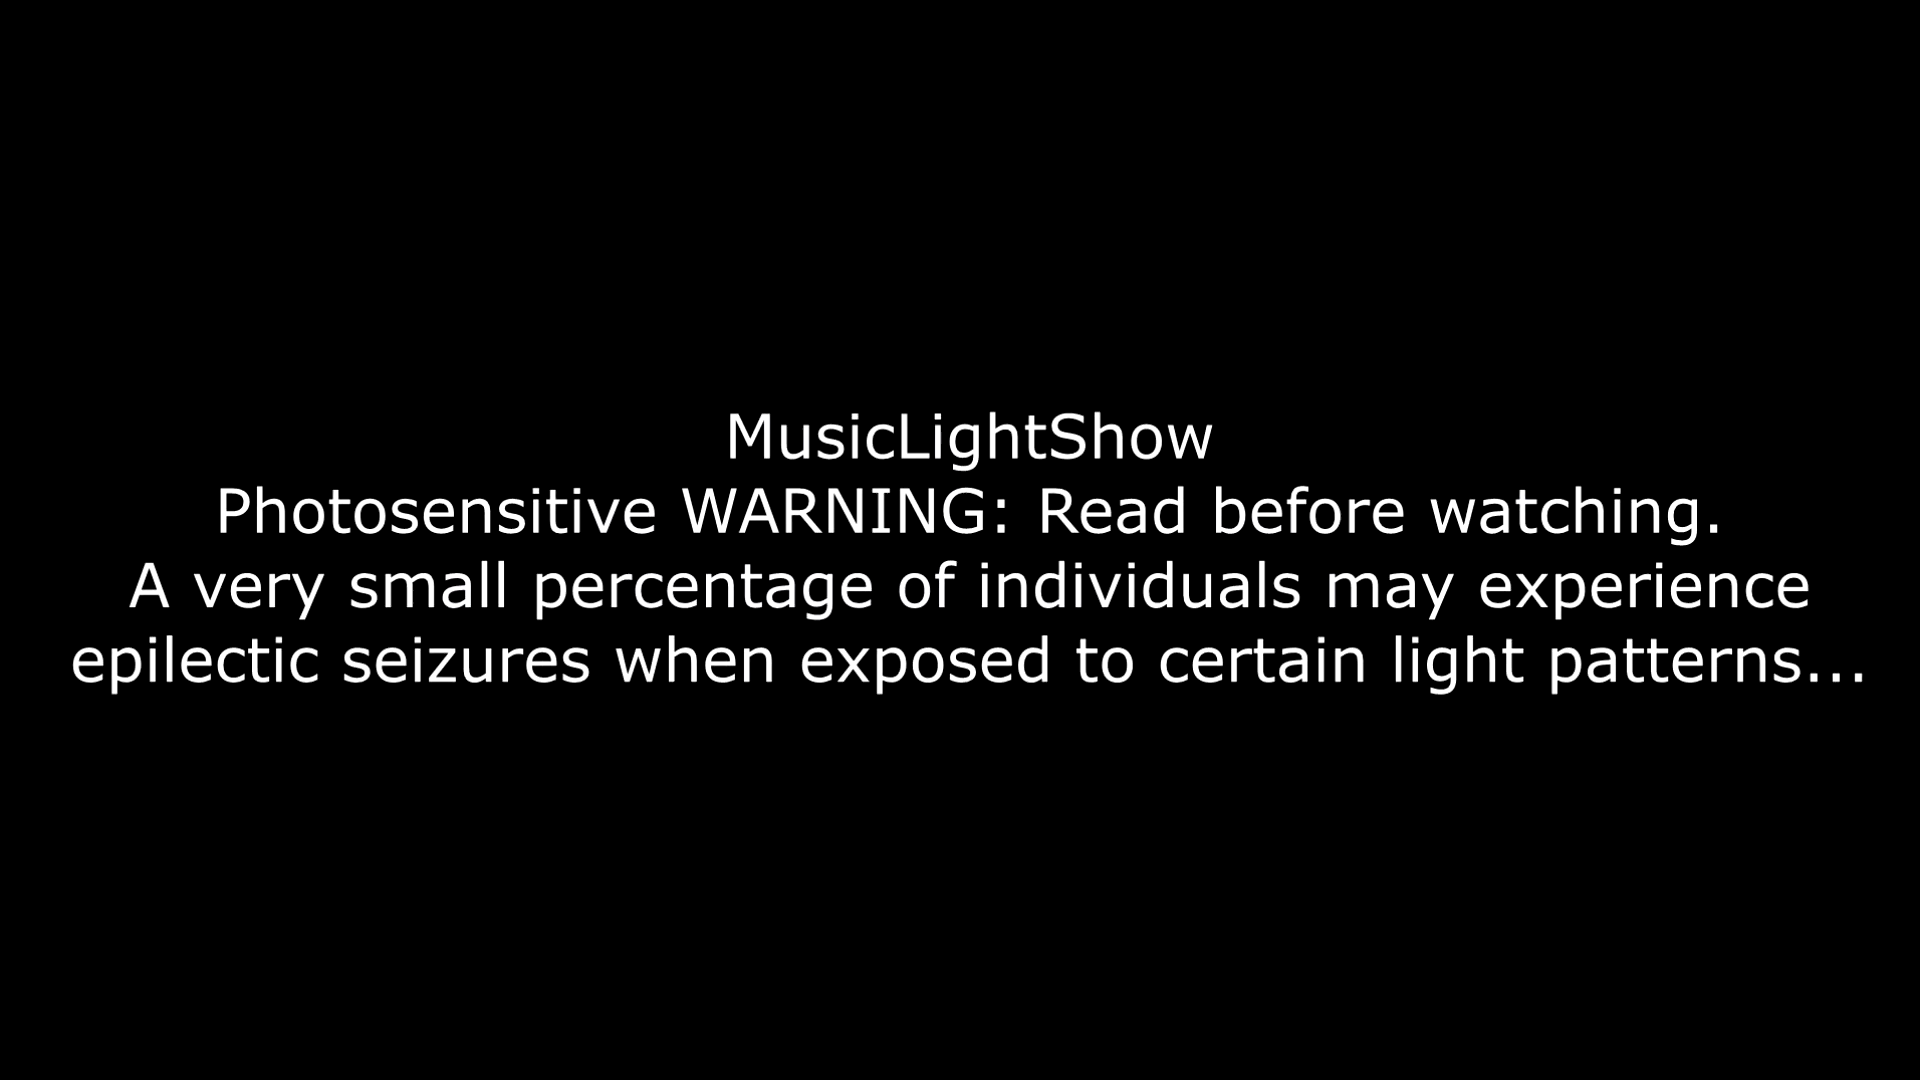 MusicLightShow
Photosensitive WARNING: Read before watching.
A very small percentage of individuals may experience
epilectic seizures when exposed to certain light patterns...